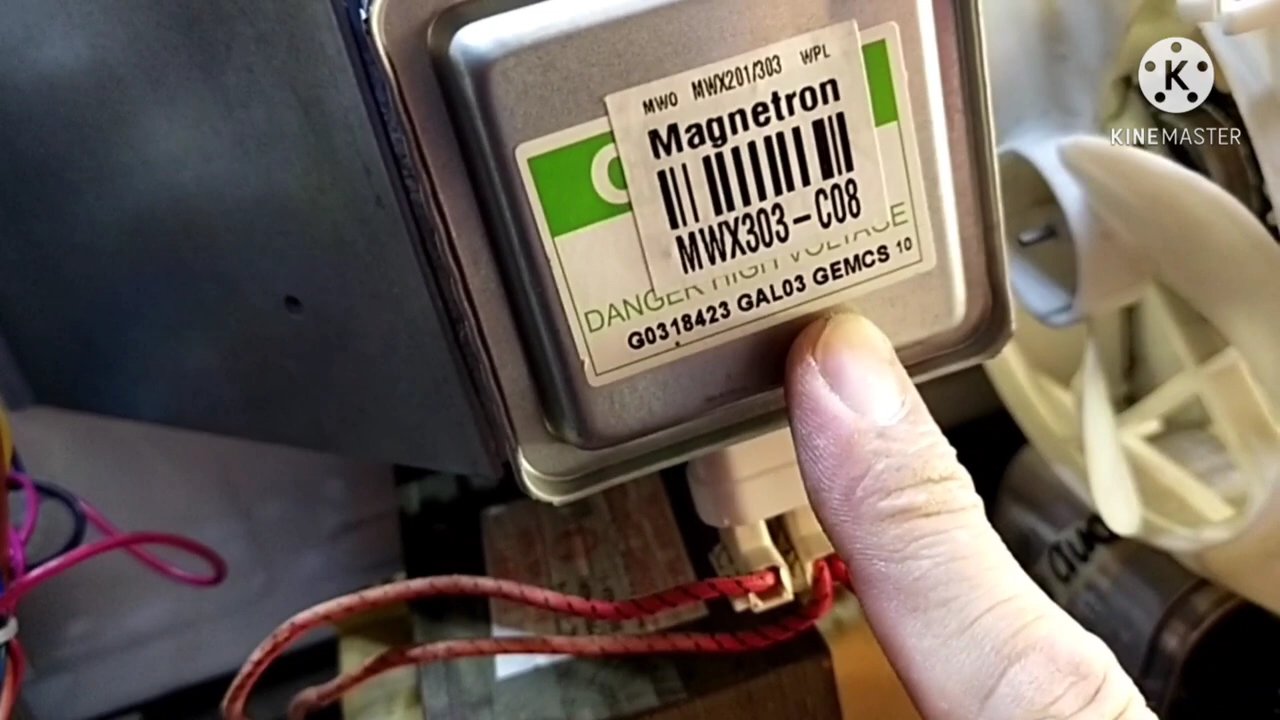 MWO MWX201/303 WPL
Magnetron
MWX303-C08
DANGER HIGH VOLTAGE
G0318423 GAL03 GEMCS 10
K
KINEMASTER